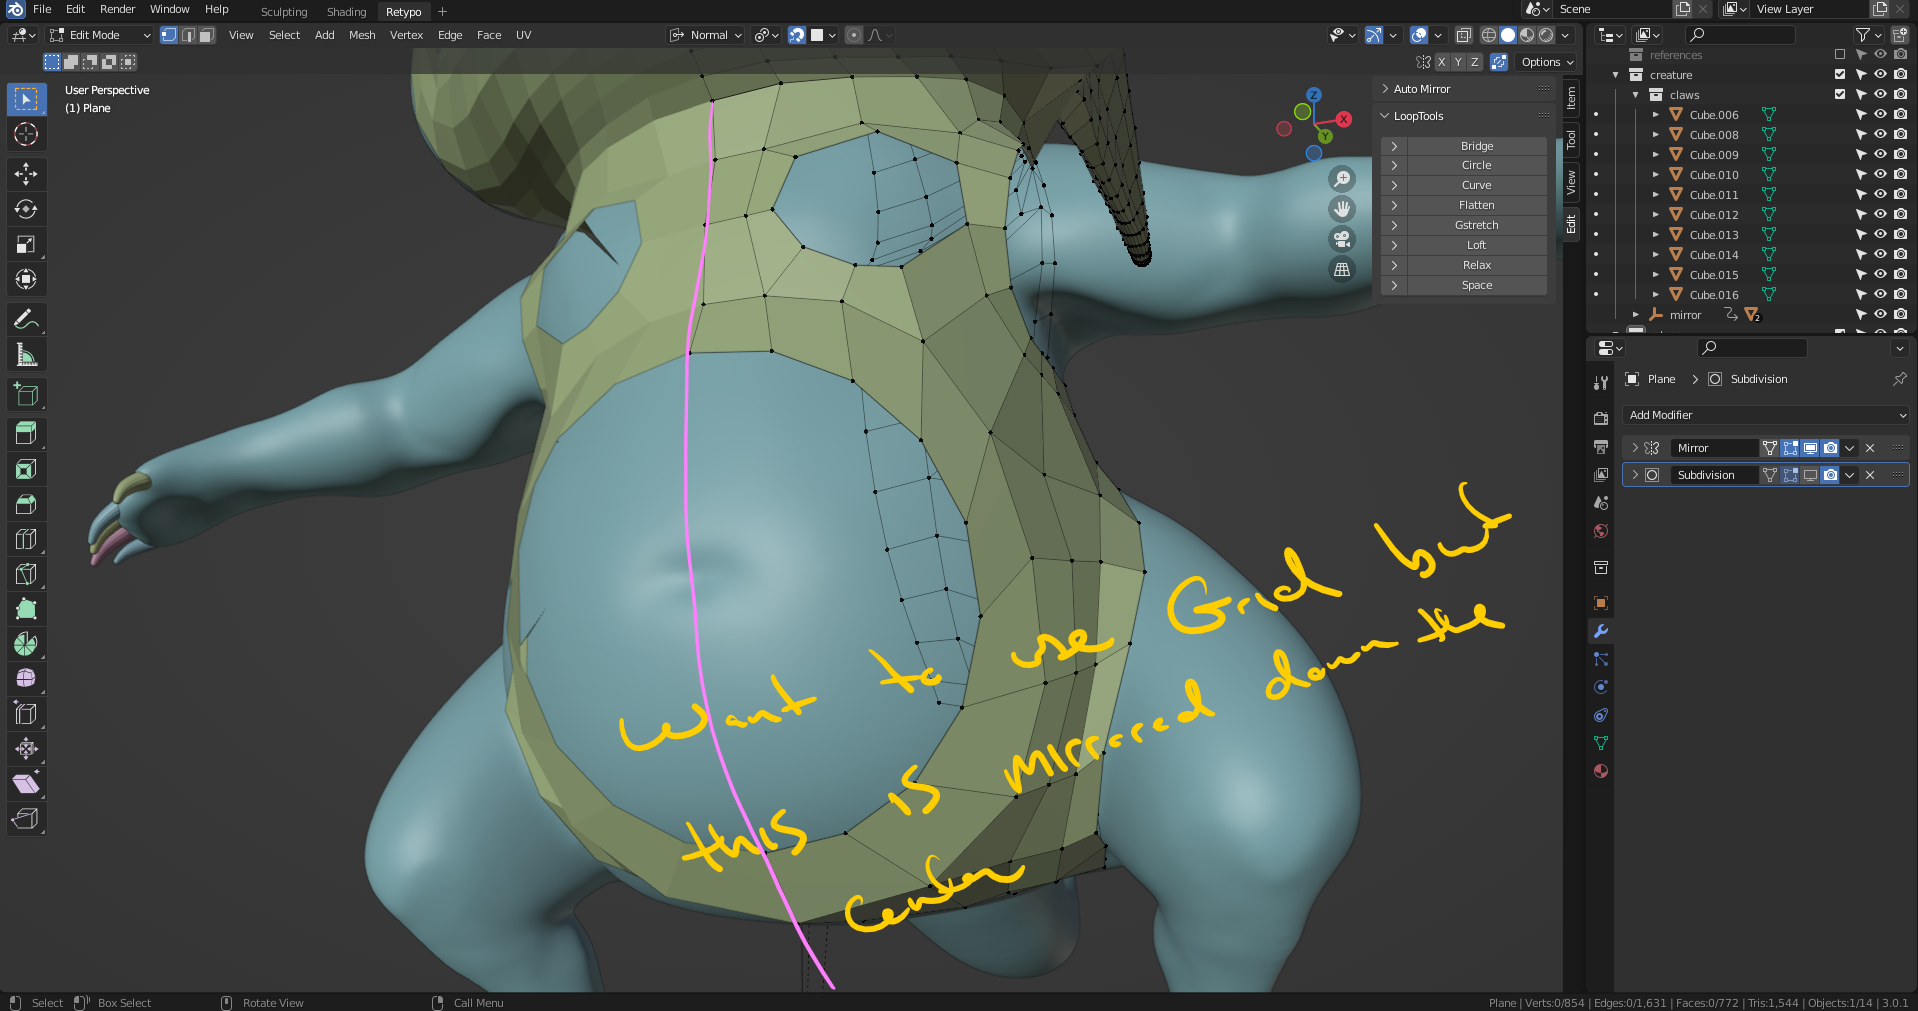 File Edit Render Window Help Sculpting Shading Retypo + Scene View Layer
Edit Mode View Select Add Mesh Vertex Edge Face UV Normal
X Y Z Options
User Perspective
(1) Plane
Auto Mirror
LoopTools
Bridge
Circle
Curve
Flatten
Gstretch
Loft
Relax
Space
Item
Tool
View
Edit
Z
X
Y
references
creature
claws
Cube.006
Cube.008
Cube.009
Cube.010
Cube.011
Cube.012
Cube.013
Cube.014
Cube.015
Cube.016
mirror 2
Plane > Subdivision
Add Modifier
Mirror
Subdivision
want to use Grid but
this is mirrored down the
center
Select Box Select Rotate View Call Menu Plane | Verts:0/854 | Edges:0/1,631 | Faces:0/772 | Tris:1,544 | Objects:1/14 | 3.0.1